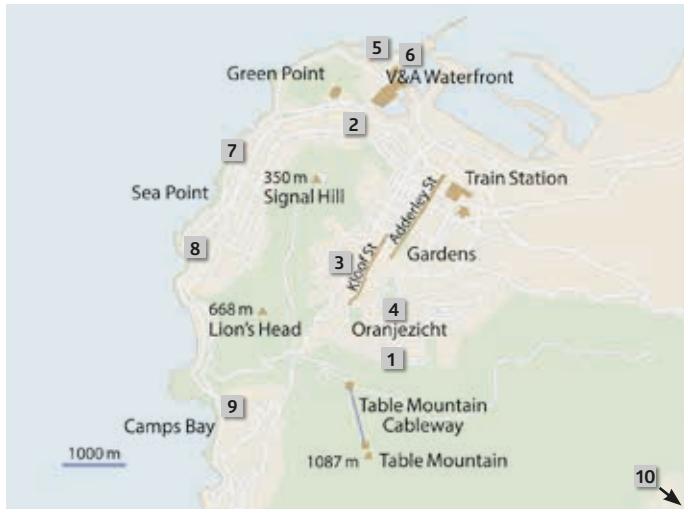 5
6
Green Point
V&A Waterfront
2
7
350 m
Signal Hill
Train Station
Sea Point
Adderley St
8
3
Kloof St
Gardens
668 m
Lion's Head
4
Oranjezicht
1
9
Table Mountain
Cableway
Camps Bay
1000 m
1087 m
Table Mountain
10